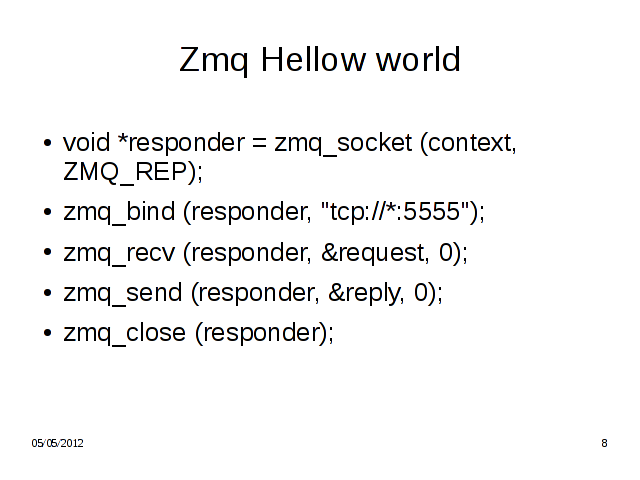 Zmq Hellow world
• void *responder = zmq_socket (context,
ZMQ_REP);
• zmq_bind (responder, "tcp://*:5555");
• zmq_recv (responder, &request, 0);
• zmq_send (responder, &reply, 0);
• zmq_close (responder);
05/05/2012
8